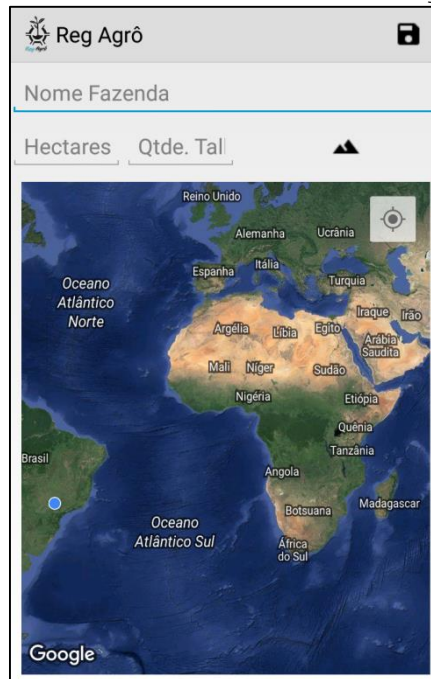 Reg Agrô
Nome Fazenda
Hectares Qtde. Tall
Reino Unido
Alemanha Ucrânia
Itália
Espanha Turquia
Oceano
Atlântico
Norte
Iraque Irão
Argélia Líbia Egito
Arábia
Saudita
Mali Níger Sudão
Nigéria Etiópia
Quênia
Tanzânia
Brasil
Angola
Botsuana Madagascar
Oceano
Atlântico Sul
África
do Sul
Google